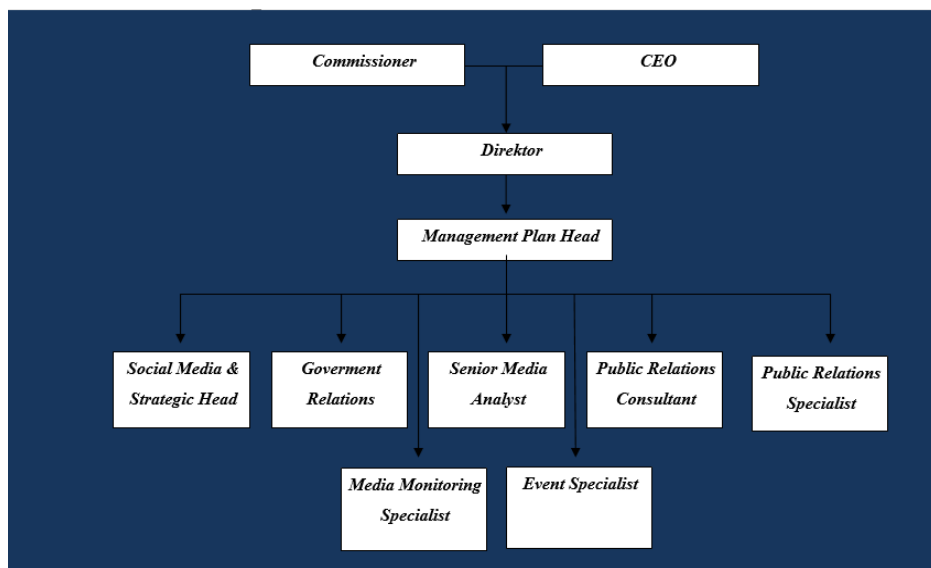 Commissioner
CEO
Direktor
Management Plan Head
Social Media &
Strategic Head
Goverment
Relations
Senior Media
Analyst
Public Relations
Consultant
Public Relations
Specialist
Media Monitoring
Specialist
Event Specialist